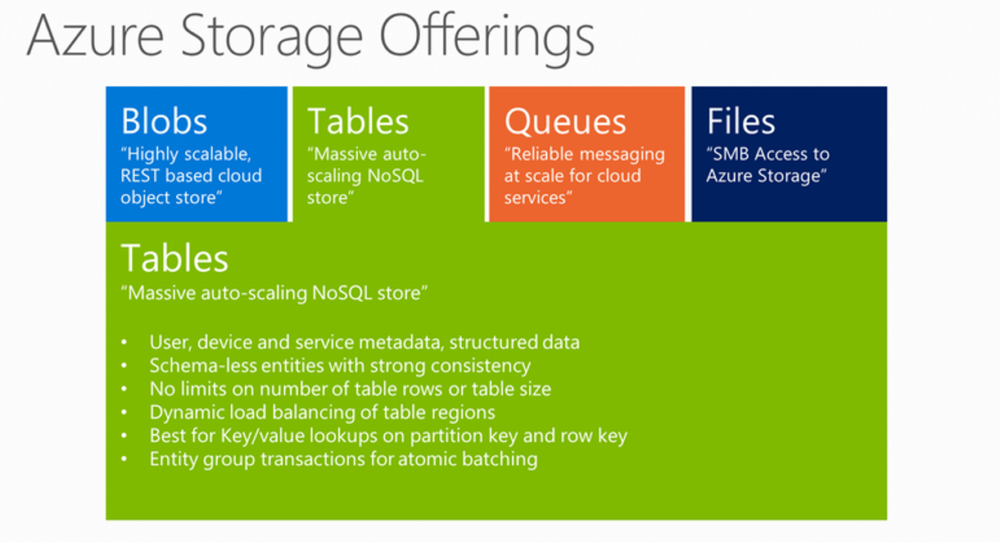 Azure Storage Offerings
Blobs
"Highly scalable,
REST based cloud
object store"
Tables
"Massive auto-
scaling NoSQL
store"
Queues
"Reliable messaging
at scale for cloud
services"
Files
"SMB Access to
Azure Storage"
Tables
"Massive auto-scaling NoSQL store"
• User, device and service metadata, structured data
• Schema-less entities with strong consistency
• No limits on number of table rows or table size
• Dynamic load balancing of table regions
• Best for Key/value lookups on partition key and row key
• Entity group transactions for atomic batching